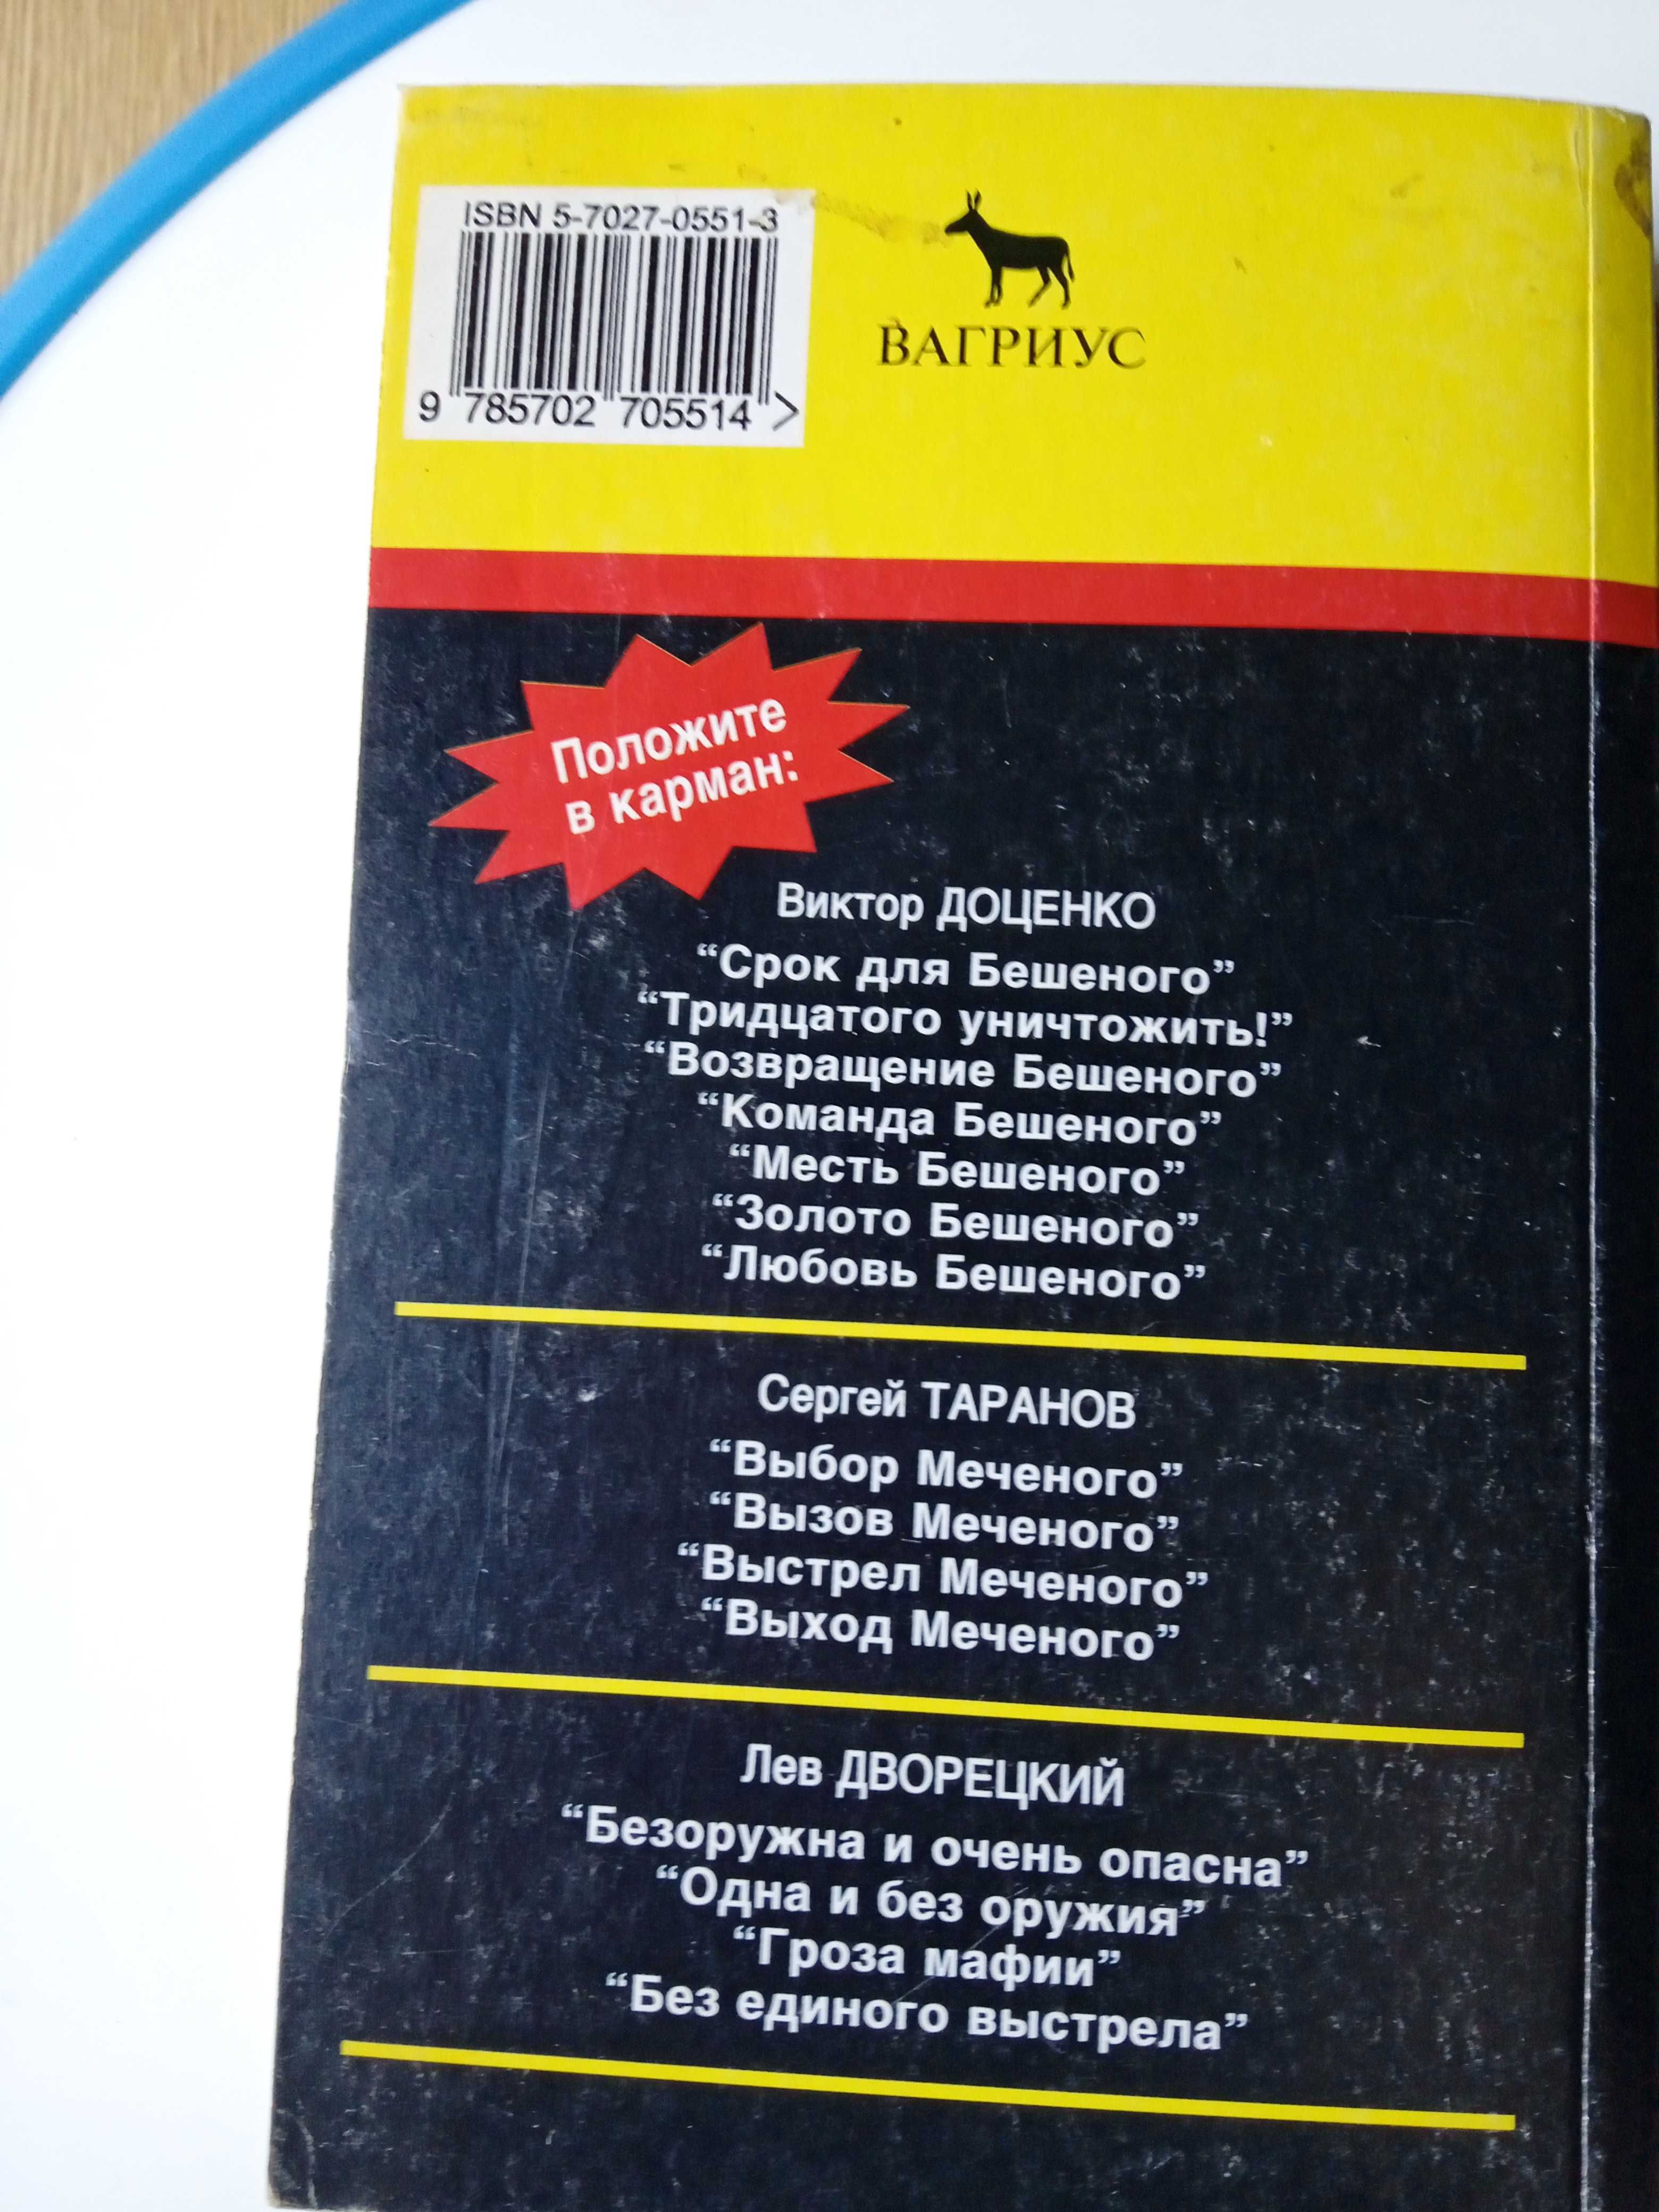 ISBN 5-7027-0551-3
9 785702 705514 >
ВАГРИУС
Положите
в карман:
Виктор ДОЦЕНКО
“Срок для Бешеного”
“Тридцатого уничтожить!”
“Возвращение Бешеного”
“Команда Бешеного”
“Месть Бешеного”
“Золото Бешеного”
“Любовь Бешеного”
Сергей ТАРАНОВ
“Выбор Меченого”
“Вызов Меченого”
“Выстрел Меченого”
“Выход Меченого”
Лев ДВОРЕЦКИЙ
“Безоружна и очень опасна”
“Одна и без оружия”
“Гроза мафии”
“Без единого выстрела”